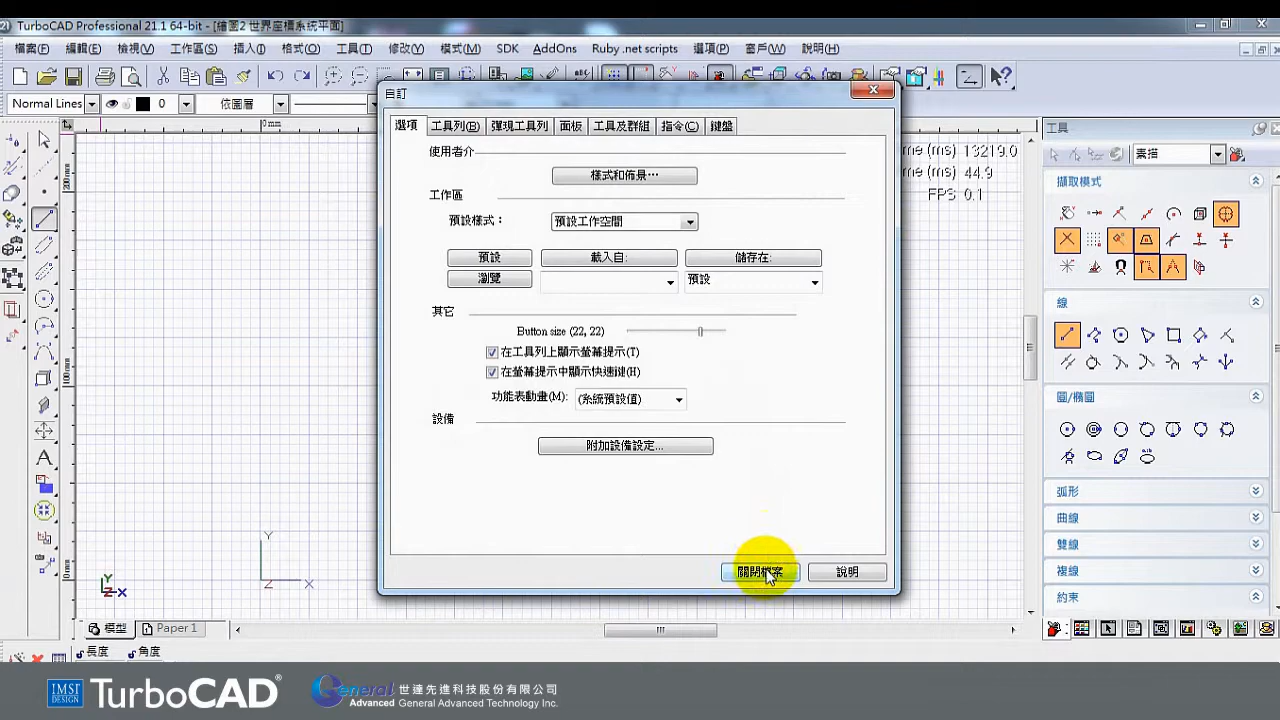 TurboCAD Professional 21.1 64-bit - [繪圖2 世界座標系統平面]
檔案(F) 編輯(E) 檢視(V) 工作區(S) 插入(I) 格式(O) 工具(T) 修改(Y) 模式(M) SDK AddOns Ruby .net scripts 選項(P) 窗戶(W) 說明(H)
Normal Lines 0 依圖層
0mm
自訂
選項 工具列(B) 彈現工具列 面板 工具及群組 指令(C) 鍵盤
使用者介
樣式和佈景…
工作區
預設樣式： 預設工作空間
預設 載入自: 儲存在:
瀏覽 預設
其它
Button size (22, 22)
在工具列上顯示螢幕提示(T)
在螢幕提示中顯示快速鍵(H)
功能表動畫(M): (系統預設值)
設備
附加設備設定...
關閉檔案 說明
me (ms) 13219.0
me (ms) 44.9
FPS 0.1
工具
素描
擷取模式
線
圓/橢圓
弧形
曲線
雙線
複線
約束
200mm
100mm
0mm
Y
X
Z
Y
X
模型 Paper 1
長度 角度
IMSI DESIGN TurboCAD® General Advanced 世達先進科技股份有限公司
General Advanced Technology Inc.